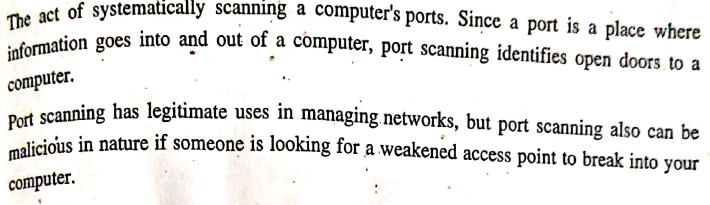 The act of systematically scanning a computer's ports. Since a port is a place where
information goes into and out of a computer, port scanning identifies open doors to a
computer.
Port scanning has legitimate uses in managing networks, but port scanning also can be
malicious in nature if someone is looking for a weakened access point to break into your
computer.